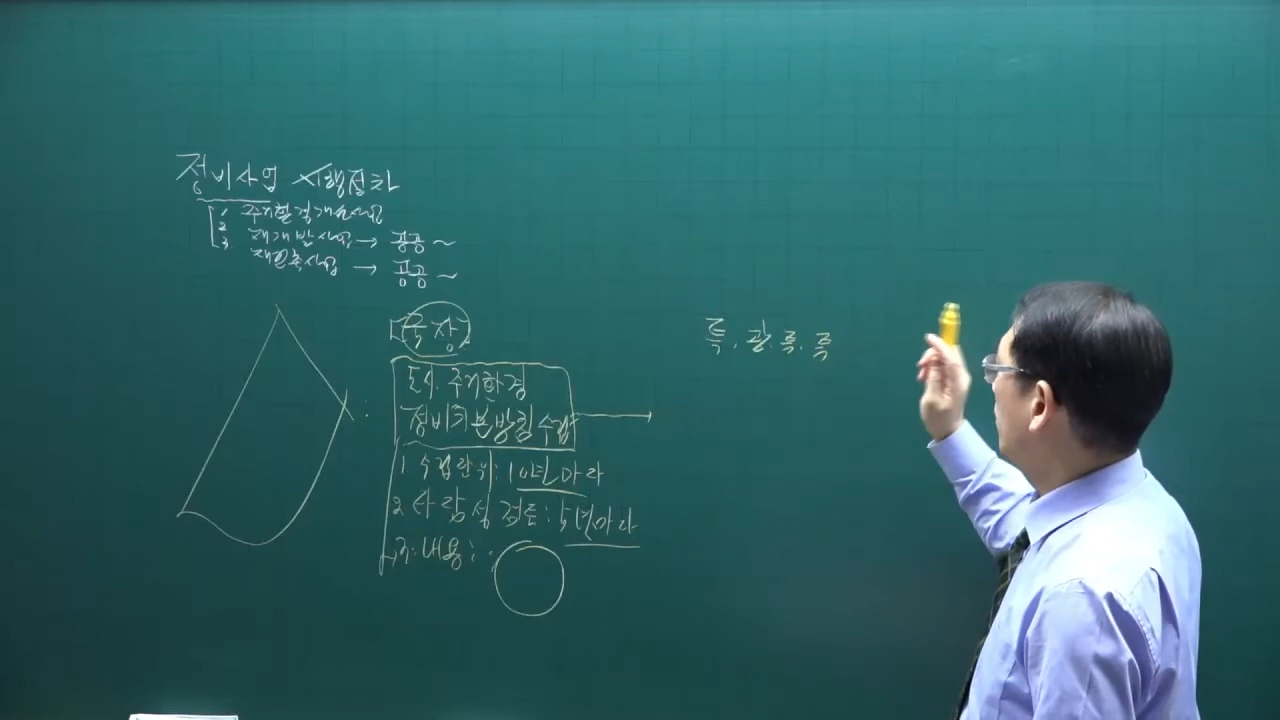 정비사업 시행절차
1 주거환경개선사업
2 재개발사업 → 공공 ~
3 재건축사업 → 공공 ~
(국장)
도시.주거환경
정비기본방침 수립
1 수립단위: 10년마다
2 타당성 검토: 5년마다
3. 내용:
특. 광. 특. 특